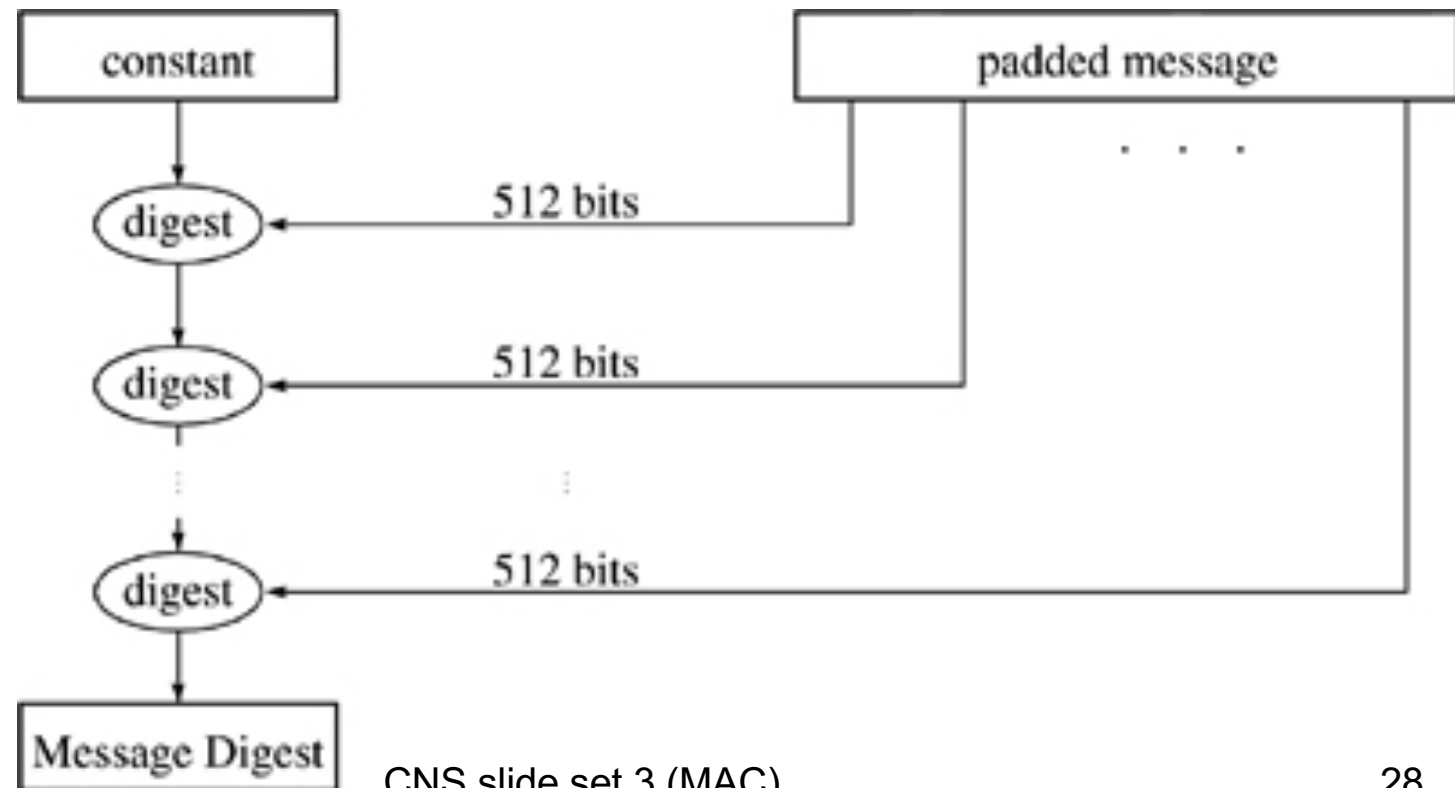 constant
padded message
. . .
digest
512 bits
digest
512 bits
digest
512 bits
Message Digest
CNS slide set 3 (MAC)
28